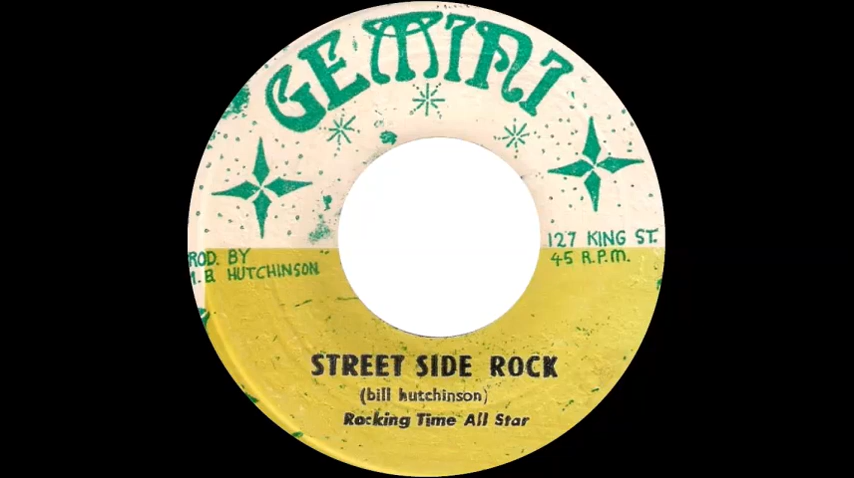 GEMINI
127 KING ST.
45 R.P.M.
ROD. BY
HUTCHINSON
STREET SIDE ROCK
(bill hutchinson)
Rocking Time All Star